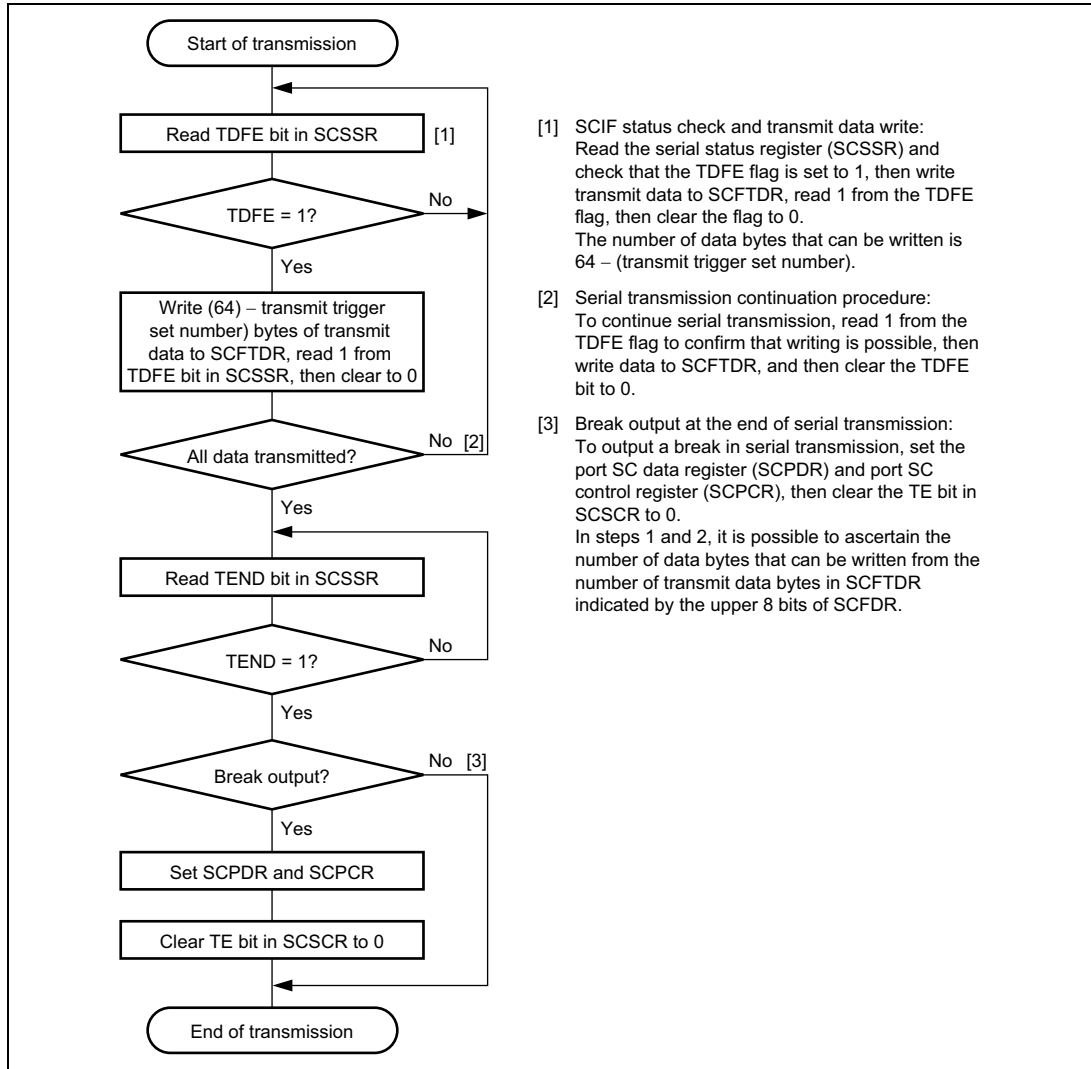 Start of transmission
Read TDFE bit in SCSSR
[1]
TDFE = 1?
No
Yes
Write (64) – transmit trigger
set number) bytes of transmit
data to SCFTDR, read 1 from
TDFE bit in SCSSR, then clear to 0
All data transmitted?
No [2]
Yes
Read TEND bit in SCSSR
TEND = 1?
No
Yes
Break output?
No [3]
Yes
Set SCPDR and SCPCR
Clear TE bit in SCSCR to 0
End of transmission
[1] SCIF status check and transmit data write:
Read the serial status register (SCSSR) and
check that the TDFE flag is set to 1, then write
transmit data to SCFTDR, read 1 from the TDFE
flag, then clear the flag to 0.
The number of data bytes that can be written is
64 – (transmit trigger set number).
[2] Serial transmission continuation procedure:
To continue serial transmission, read 1 from the
TDFE flag to confirm that writing is possible, then
write data to SCFTDR, and then clear the TDFE
bit to 0.
[3] Break output at the end of serial transmission:
To output a break in serial transmission, set the
port SC data register (SCPDR) and port SC
control register (SCPCR), then clear the TE bit in
SCSCR to 0.
In steps 1 and 2, it is possible to ascertain the
number of data bytes that can be written from the
number of transmit data bytes in SCFTDR
indicated by the upper 8 bits of SCFDR.